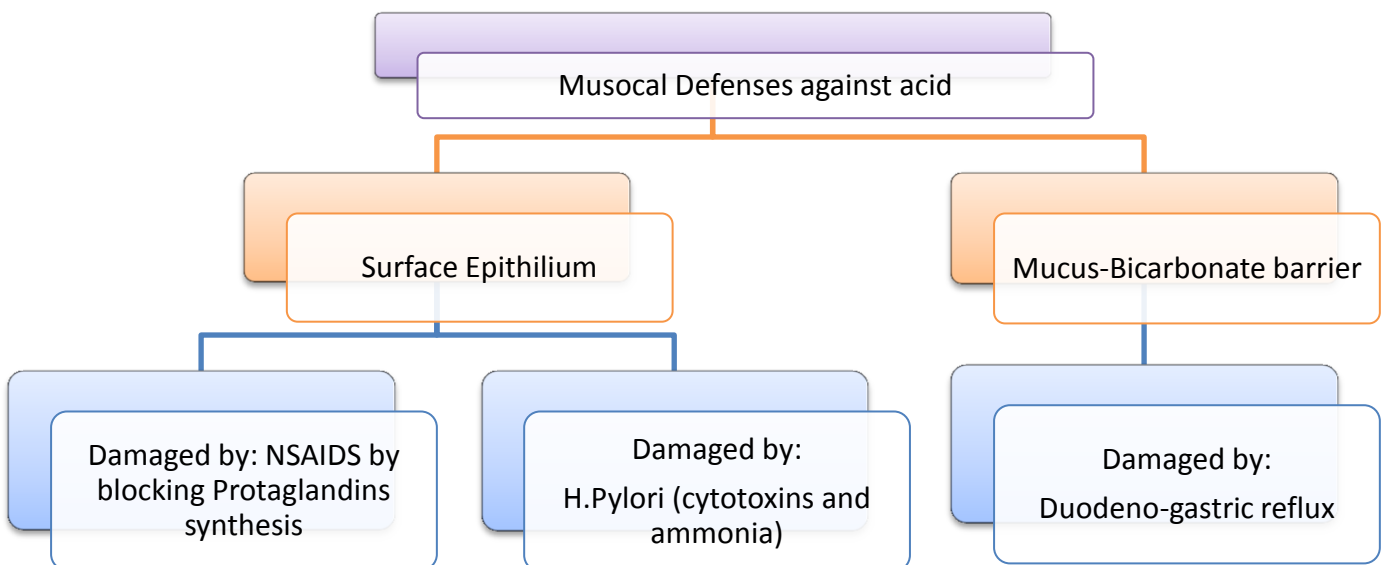 Musocal Defenses against acid
Surface Epithilium
Mucus-Bicarbonate barrier
Damaged by: NSAIDS by
blocking Protaglandins
synthesis
Damaged by:
H.Pylori (cytotoxins and
ammonia)
Damaged by:
Duodeno-gastric reflux